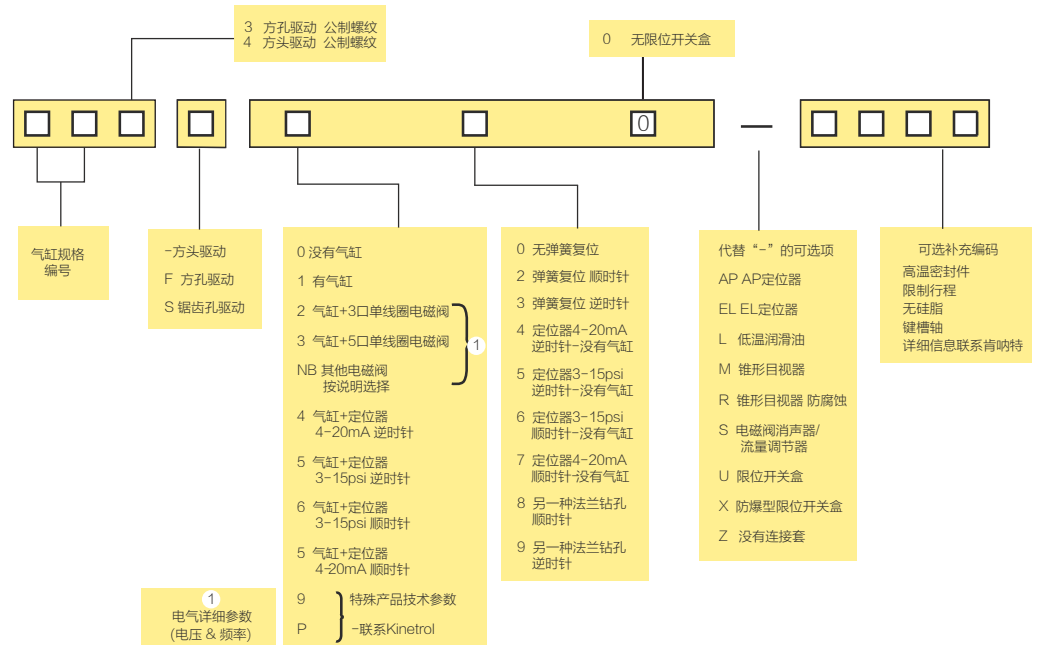 3 方孔驱动 公制螺纹
4 方头驱动 公制螺纹
0 无限位开关盒
0
—
气缸规格
编号
-方头驱动
F 方孔驱动
S 锯齿孔驱动
0 没有气缸
1 有气缸
2 气缸+3口单线圈电磁阀
3 气缸+5口单线圈电磁阀
1
NB 其他电磁阀
按说明选择
4 气缸+定位器
4-20mA 逆时针
5 气缸+定位器
3-15psi 逆时针
6 气缸+定位器
3-15psi 顺时针
5 气缸+定位器
4-20mA 顺时针
9 特殊产品技术参数
P -联系Kinetrol
0 无弹簧复位
2 弹簧复位 顺时针
3 弹簧复位 逆时针
4 定位器4-20mA
逆时针-没有气缸
5 定位器3-15psi
逆时针-没有气缸
6 定位器3-15psi
顺时针-没有气缸
7 定位器4-20mA
顺时针-没有气缸
8 另一种法兰钻孔
顺时针
9 另一种法兰钻孔
逆时针
代替“-”的可选项
AP AP定位器
EL EL定位器
L 低温润滑油
M 锥形目视器
R 锥形目视器 防腐蚀
S 电磁阀消声器/
流量调节器
U 限位开关盒
X 防爆型限位开关盒
Z 没有连接套
可选补充编码
高温密封件
限制行程
无硅脂
键槽轴
详细信息联系肯呐特
1
电气详细参数
(电压 & 频率)